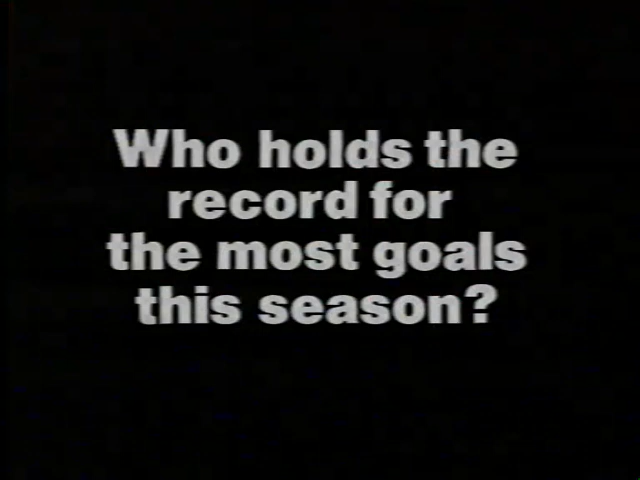 Who holds the
record for
the most goals
this season?